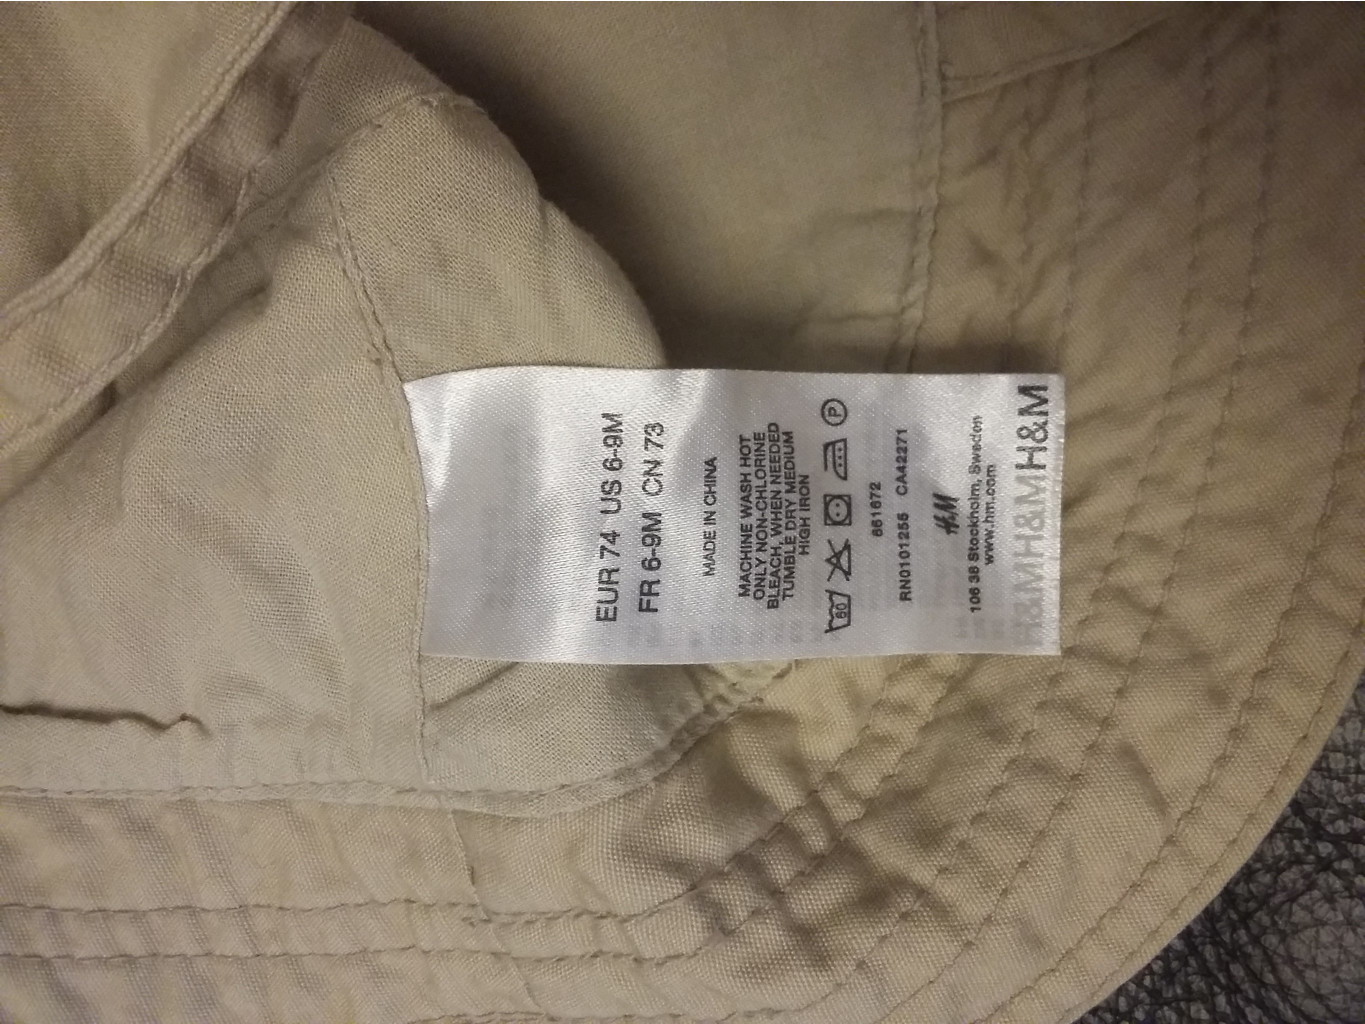 EUR 74 US 6-9M
FR 6-9M CN 73
MADE IN CHINA
MACHINE WASH HOT
ONLY NON-CHLORINE
BLEACH, WHEN NEEDED
TUMBLE DRY MEDIUM
HIGH IRON
60 P
661672
RN0101255 CA42271
H&M
106 38 Stockholm, Sweden
www.hm.com
H&MH&MH&MH&M